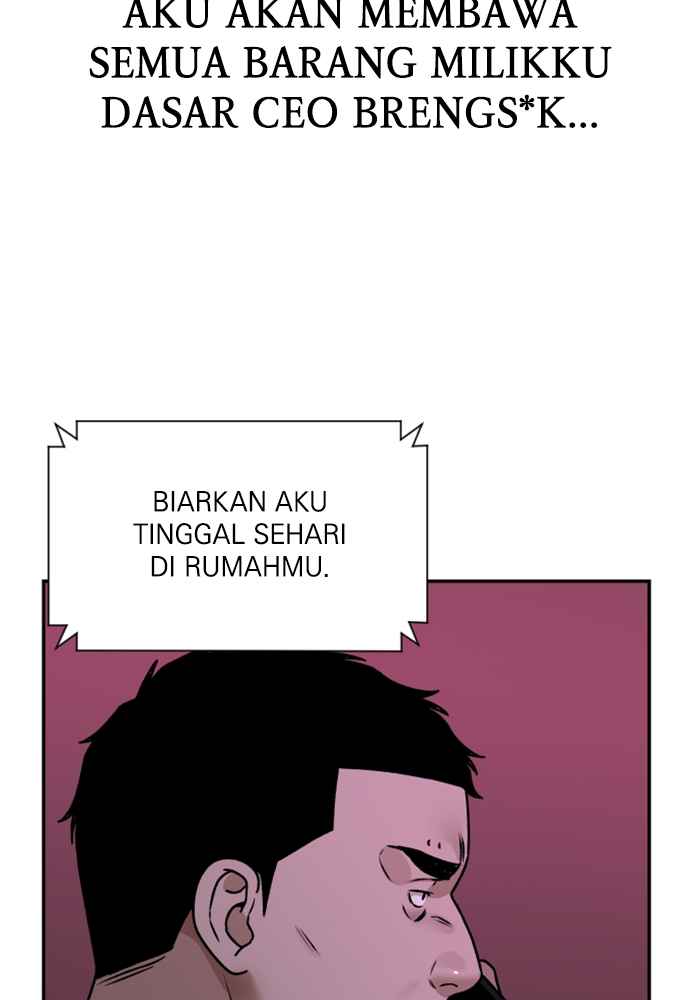 AKU AKAN MEMBAWA
SEMUA BARANG MILIKKU
DASAR CEO BRENGS*K...
BIARKAN AKU
TINGGAL SEHARI
DI RUMAHMU.